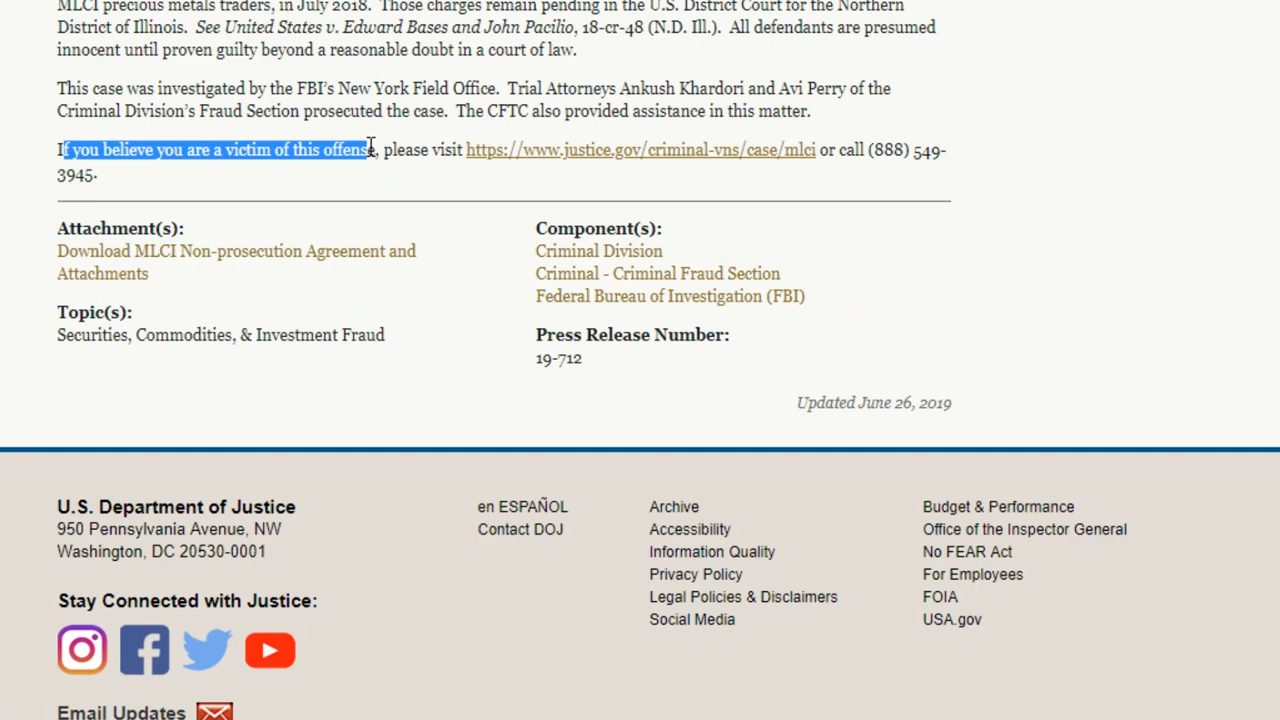 MLCI precious metals traders, in July 2018. Those charges remain pending in the U.S. District Court for the Northern
District of Illinois. See United States v. Edward Bases and John Pacilio, 18-cr-48 (N.D. Ill.). All defendants are presumed
innocent until proven guilty beyond a reasonable doubt in a court of law.
This case was investigated by the FBI's New York Field Office. Trial Attorneys Ankush Khardori and Avi Perry of the
Criminal Division's Fraud Section prosecuted the case. The CFTC also provided assistance in this matter.
If you believe you are a victim of this offense, please visit https://www.justice.gov/criminal-vns/case/mlci or call (888) 549-
3945.
Attachment(s):
Download MLCI Non-prosecution Agreement and
Attachments
Topic(s):
Securities, Commodities, & Investment Fraud
Component(s):
Criminal Division
Criminal - Criminal Fraud Section
Federal Bureau of Investigation (FBI)
Press Release Number:
19-712
Updated June 26, 2019
U.S. Department of Justice
950 Pennsylvania Avenue, NW
Washington, DC 20530-0001
Stay Connected with Justice:
Email Updates
en ESPAÑOL
Contact DOJ
Archive
Accessibility
Information Quality
Privacy Policy
Legal Policies & Disclaimers
Social Media
Budget & Performance
Office of the Inspector General
No FEAR Act
For Employees
FOIA
USA.gov